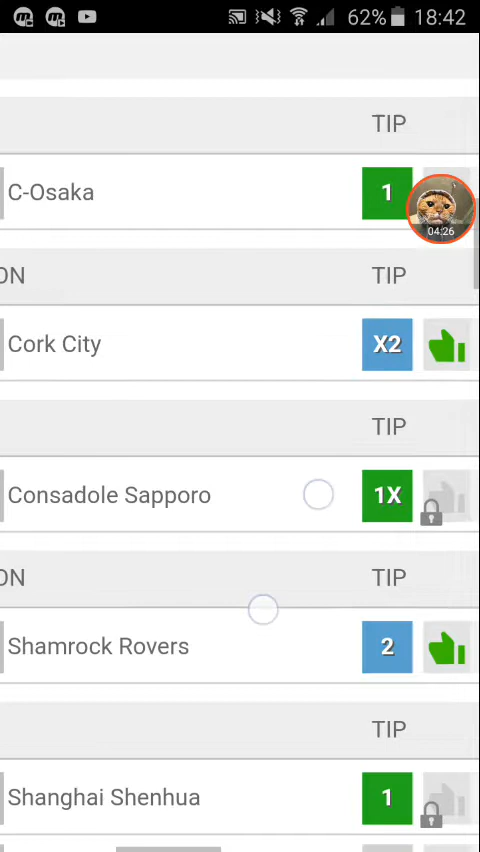 62% 18:42
TIP
C-Osaka 1
04:26
ON TIP
Cork City X2
TIP
Consadole Sapporo 1X
ON TIP
Shamrock Rovers 2
TIP
Shanghai Shenhua 1